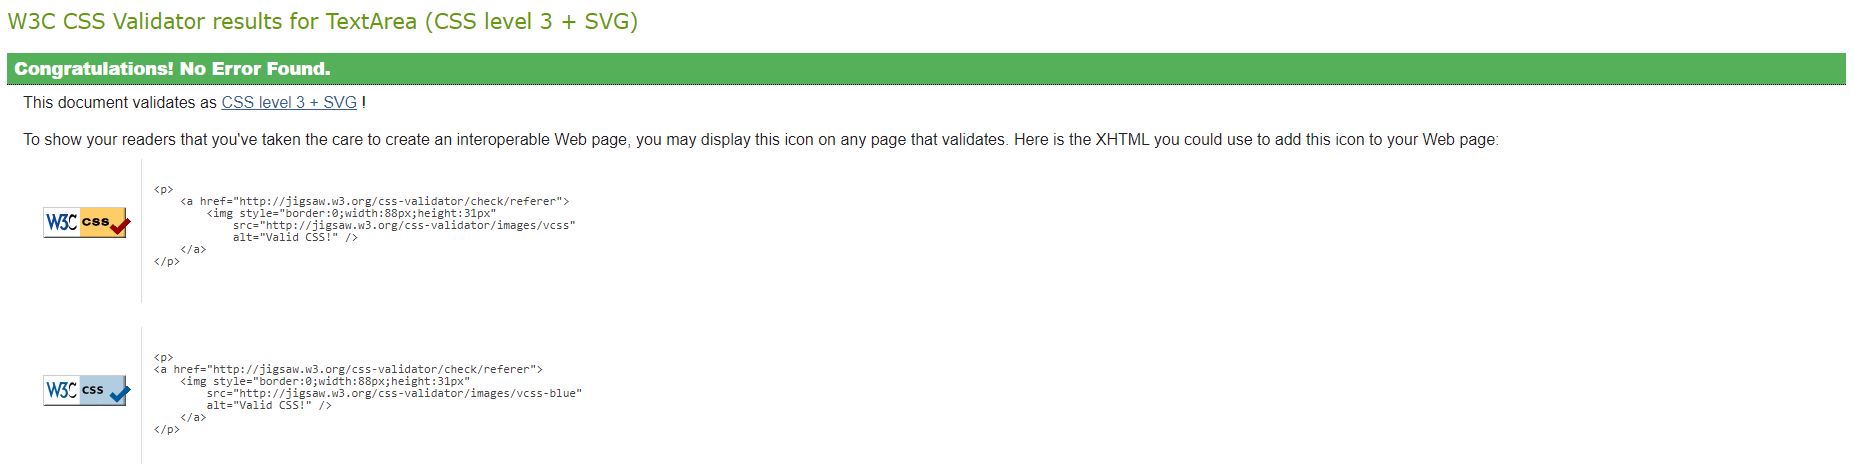 W3C CSS Validator results for TextArea (CSS level 3 + SVG)
Congratulations! No Error Found.
This document validates as CSS level 3 + SVG !
To show your readers that you've taken the care to create an interoperable Web page, you may display this icon on any page that validates. Here is the XHTML you could use to add this icon to your Web page:
W3C css
<p>
    <a href="http://jigsaw.w3.org/css-validator/check/referer">
        <img style="border:0;width:88px;height:31px"
            src="http://jigsaw.w3.org/css-validator/images/vcss"
            alt="Valid CSS!" />
    </a>
</p>
W3C css
<p>
<a href="http://jigsaw.w3.org/css-validator/check/referer">
    <img style="border:0;width:88px;height:31px"
        src="http://jigsaw.w3.org/css-validator/images/vcss-blue"
        alt="Valid CSS!" />
    </a>
</p>